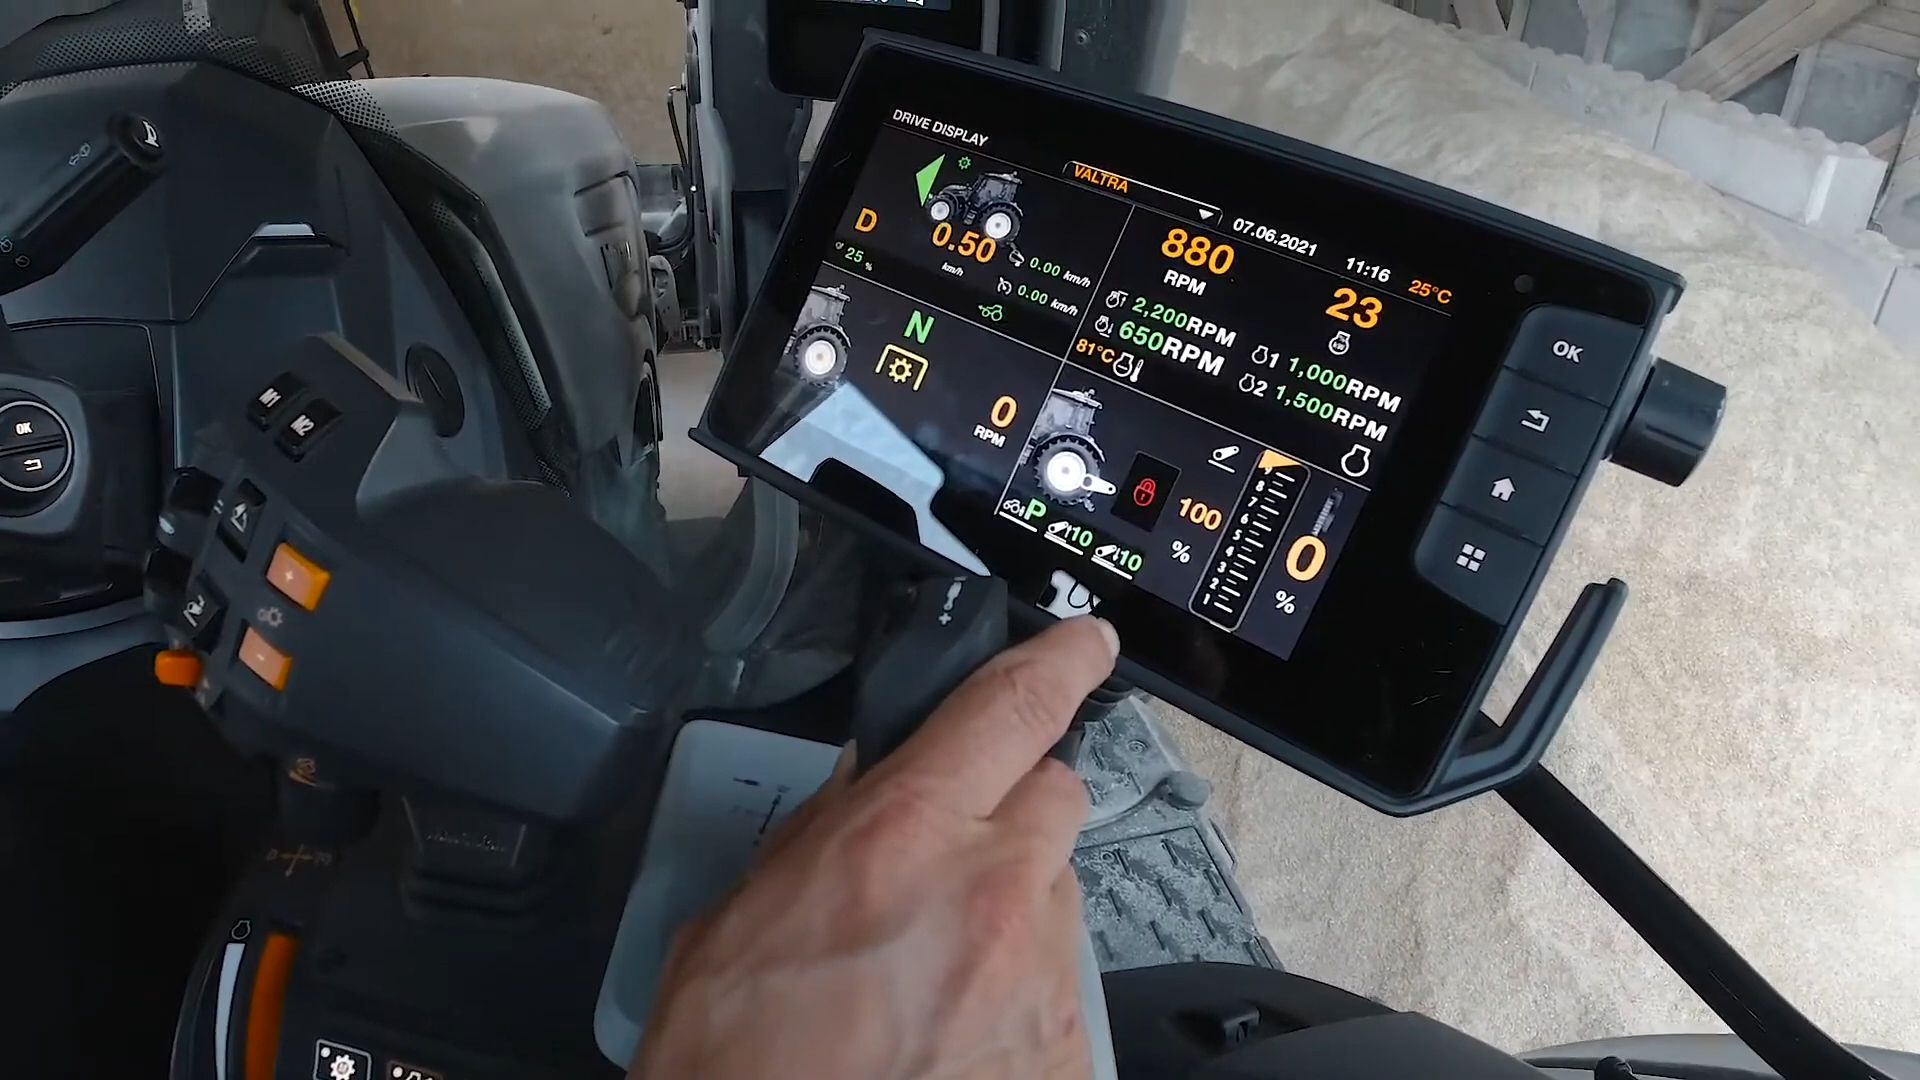 DRIVE DISPLAY
VALTRA
07.06.2021
11:16
25°C
D
0.50
km/h
25 %
0.00 km/h
0.00 km/h
880
RPM
2,200RPM
650RPM
81°C
23
1 1,000RPM
2 1,500RPM
N
0
RPM
P
10
10
100
%
9
8
7
6
5
4
3
2
1
0
%
OK
OK
M1
M2
+
-
+